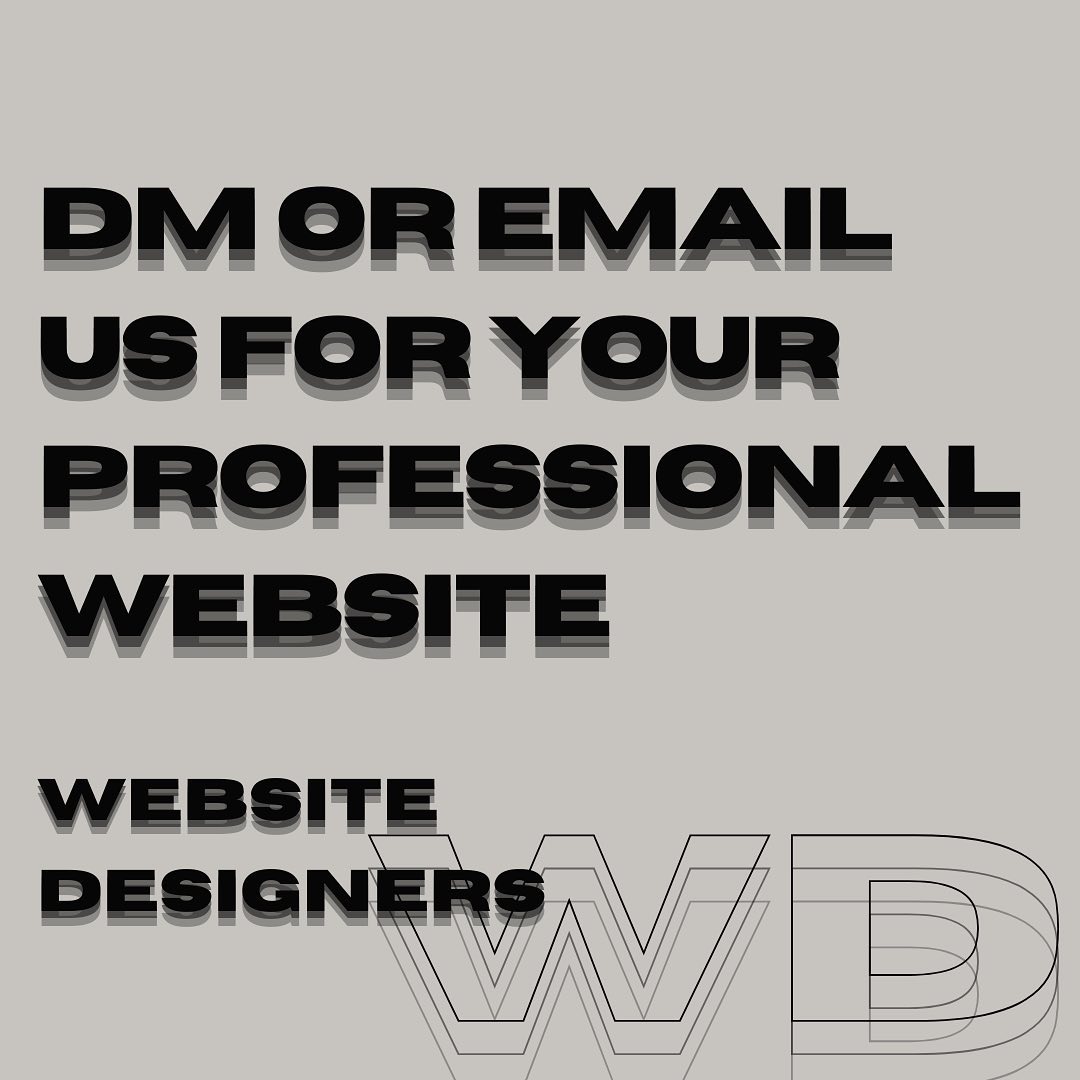 DM OR EMAIL
US FOR YOUR
PROFESSIONAL
WEBSITE
WEBSITE
DESIGNERS
WD